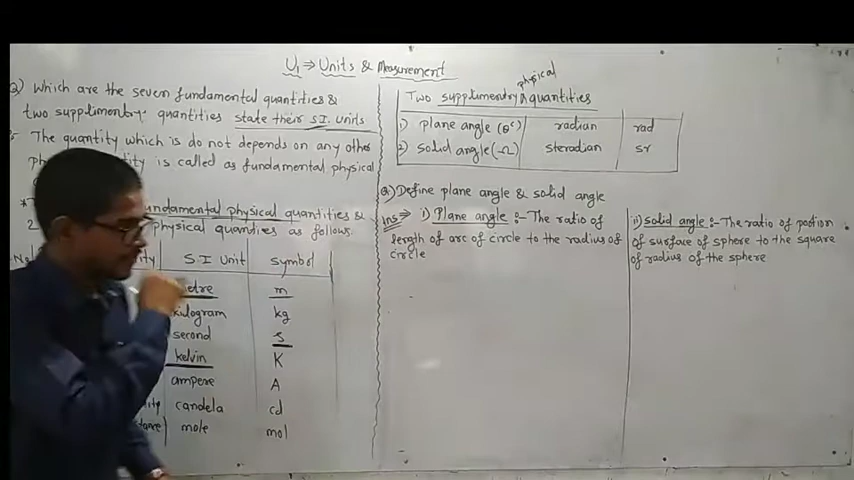 U₁ ⇒ Units & Measurement
Q) Which are the seven fundamental quantities &
two supplimentry quantities state their S.I. units
The quantity which is do not depends on any other
is called as fundamental physical
fundamental physical quantities &
2 physical quantities as follows
S.I Unit symbol
metre m
kilogram kg
second s
kelvin K
ampere A
candela cd
mole mol
Two supplimentry physical quantities
1) plane angle (θᶜ) radian rad
2) solid angle (Ω) steradian sr
Q) Define plane angle & solid angle
Ans⇒ i) Plane angle :- The ratio of
length of arc of circle to the radius of
circle
ii) solid angle :- The ratio of portion
of surface of sphere to the square
of radius of the sphere